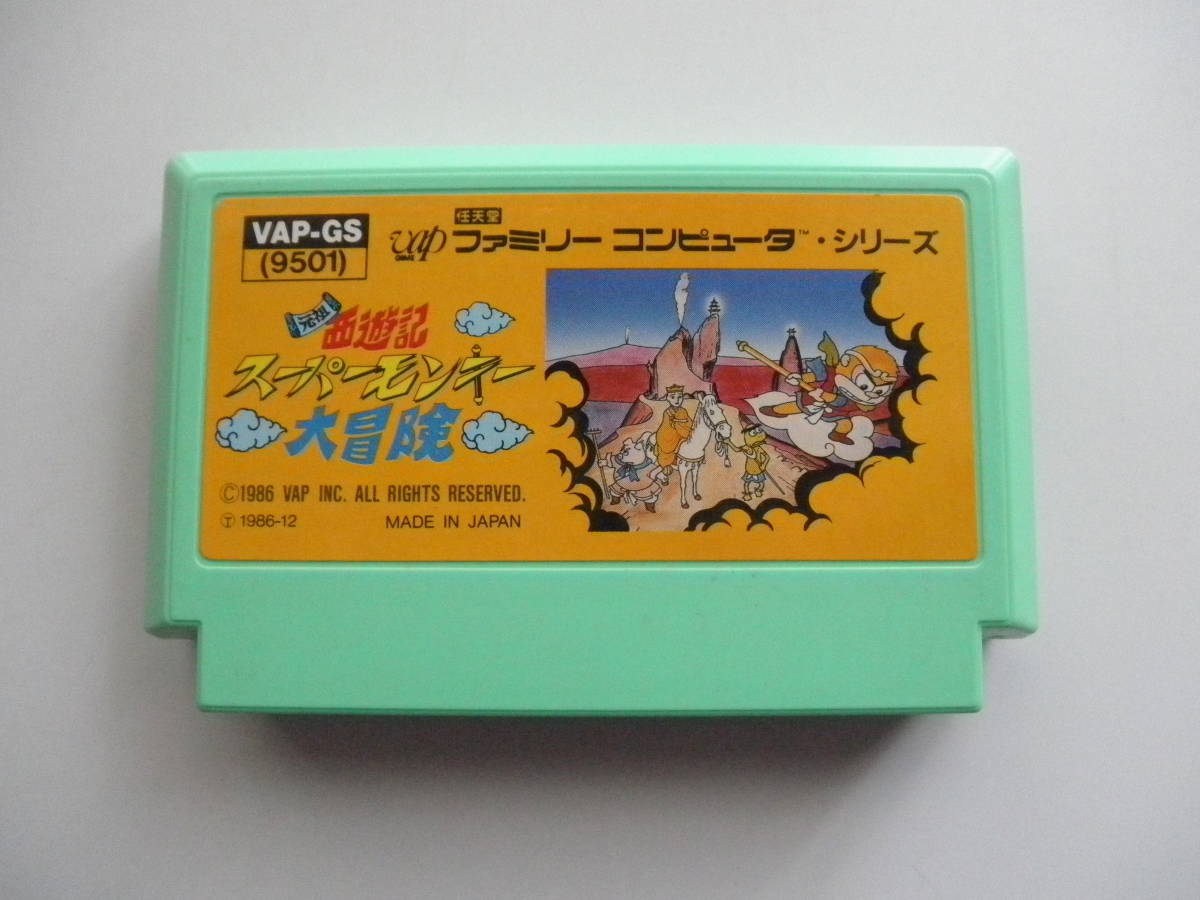 VAP-GS
(9501)
vap
GAME
任天堂
ファミリー コンピュータ™・シリーズ
元祖
西遊記
スーパーモンキー
大冒険
Ⓒ1986 VAP INC. ALL RIGHTS RESERVED.
Ⓣ 1986-12 MADE IN JAPAN